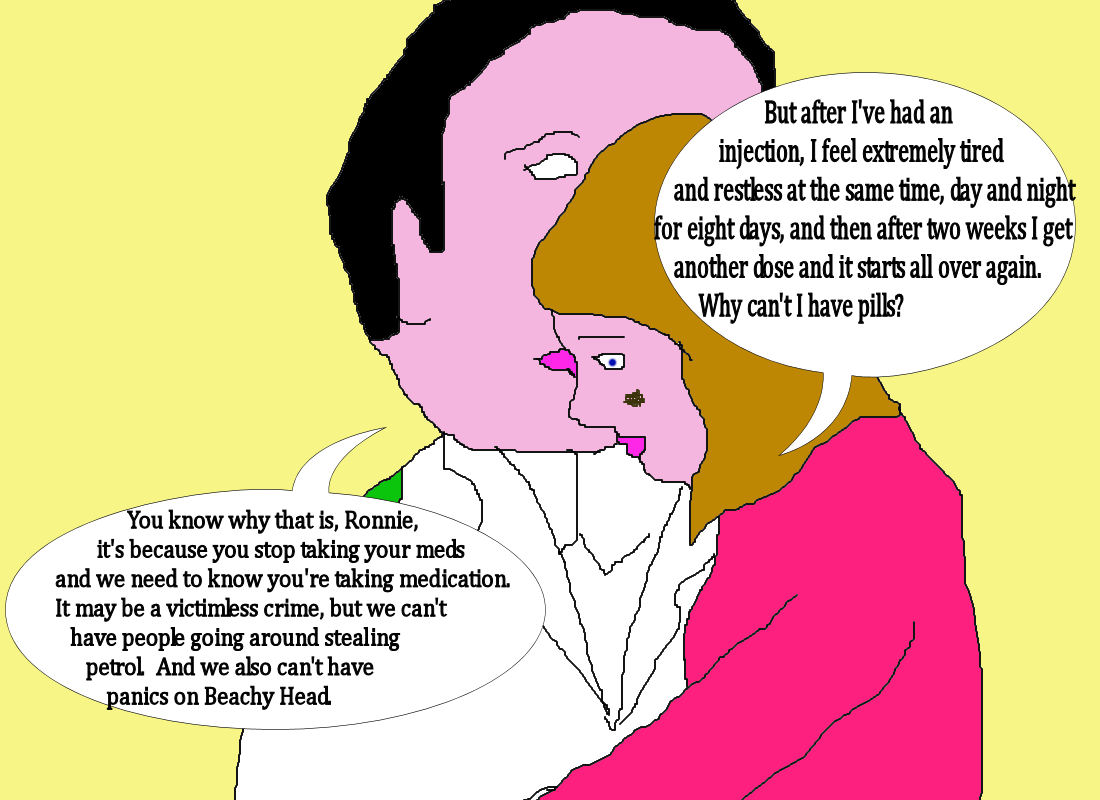 But after I've had an
injection, I feel extremely tired
and restless at the same time, day and night
for eight days, and then after two weeks I get
another dose and it starts all over again.
Why can't I have pills?
You know why that is, Ronnie,
it's because you stop taking your meds
and we need to know you're taking medication.
It may be a victimless crime, but we can't
have people going around stealing
petrol.  And we also can't have
panics on Beachy Head.